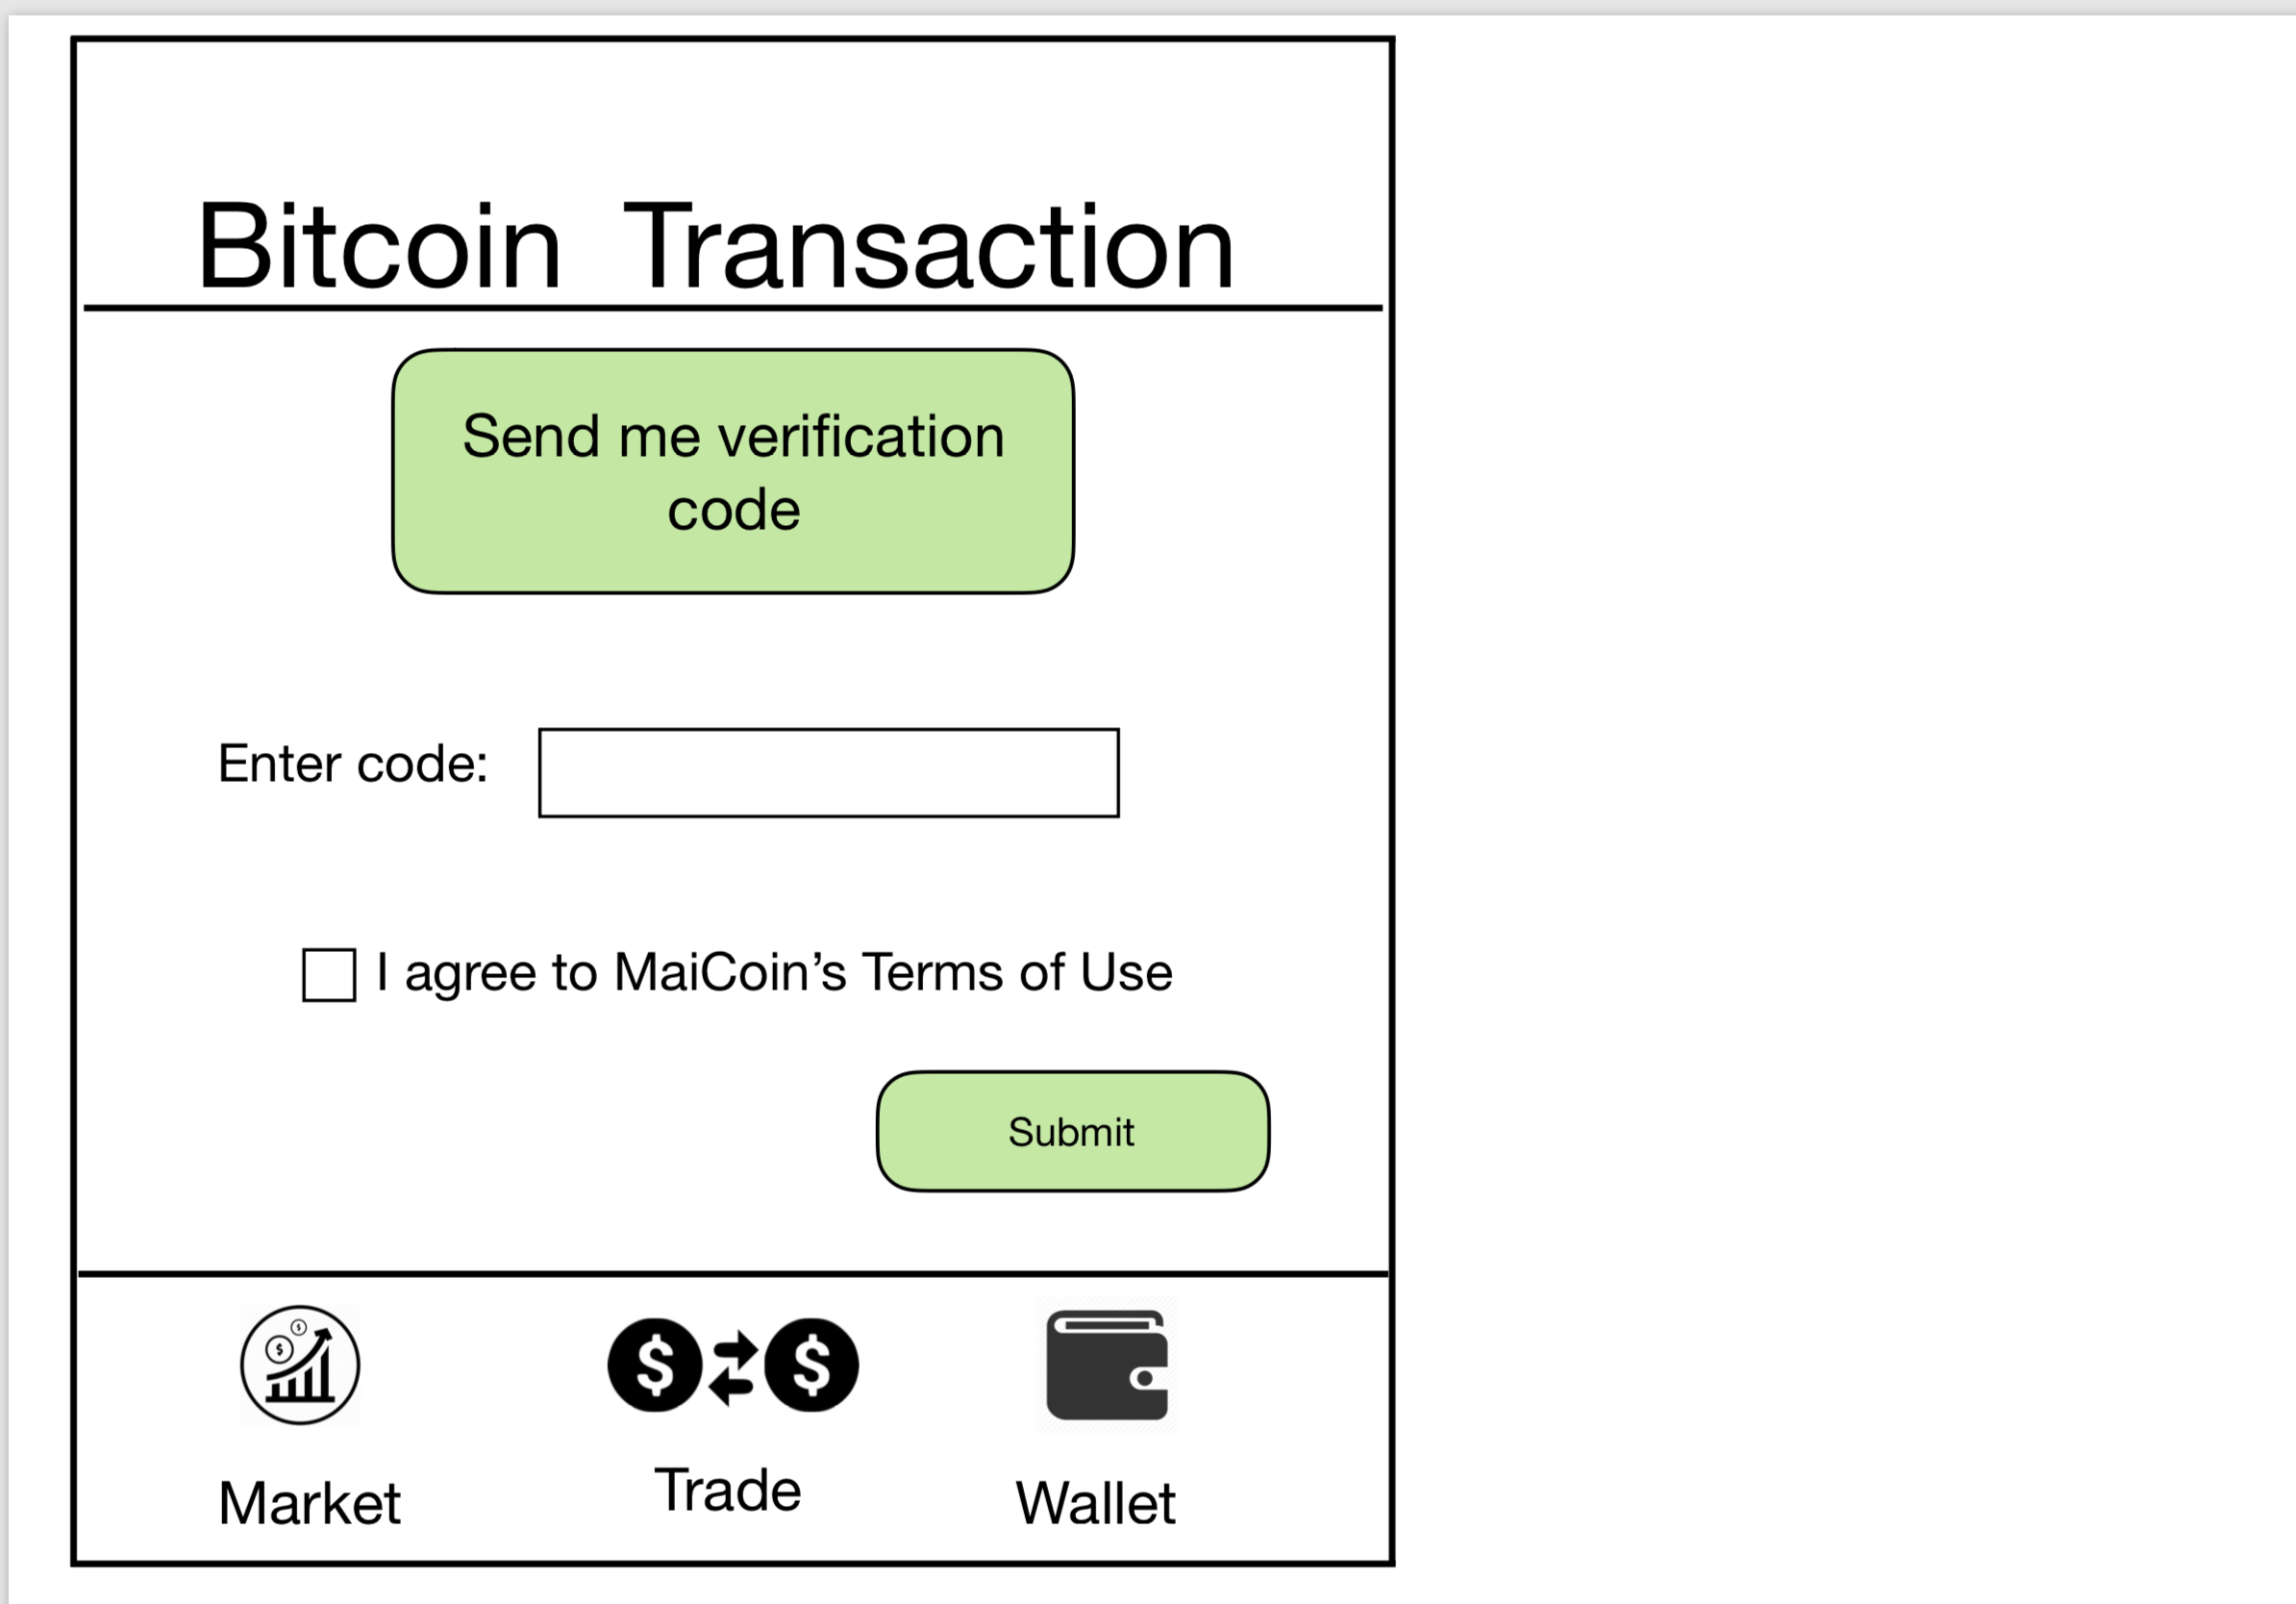 Bitcoin Transaction
Send me verification
code
Enter code:
I agree to MaiCoin’s Terms of Use
Submit
$ $
$ $
Market
Trade
Wallet